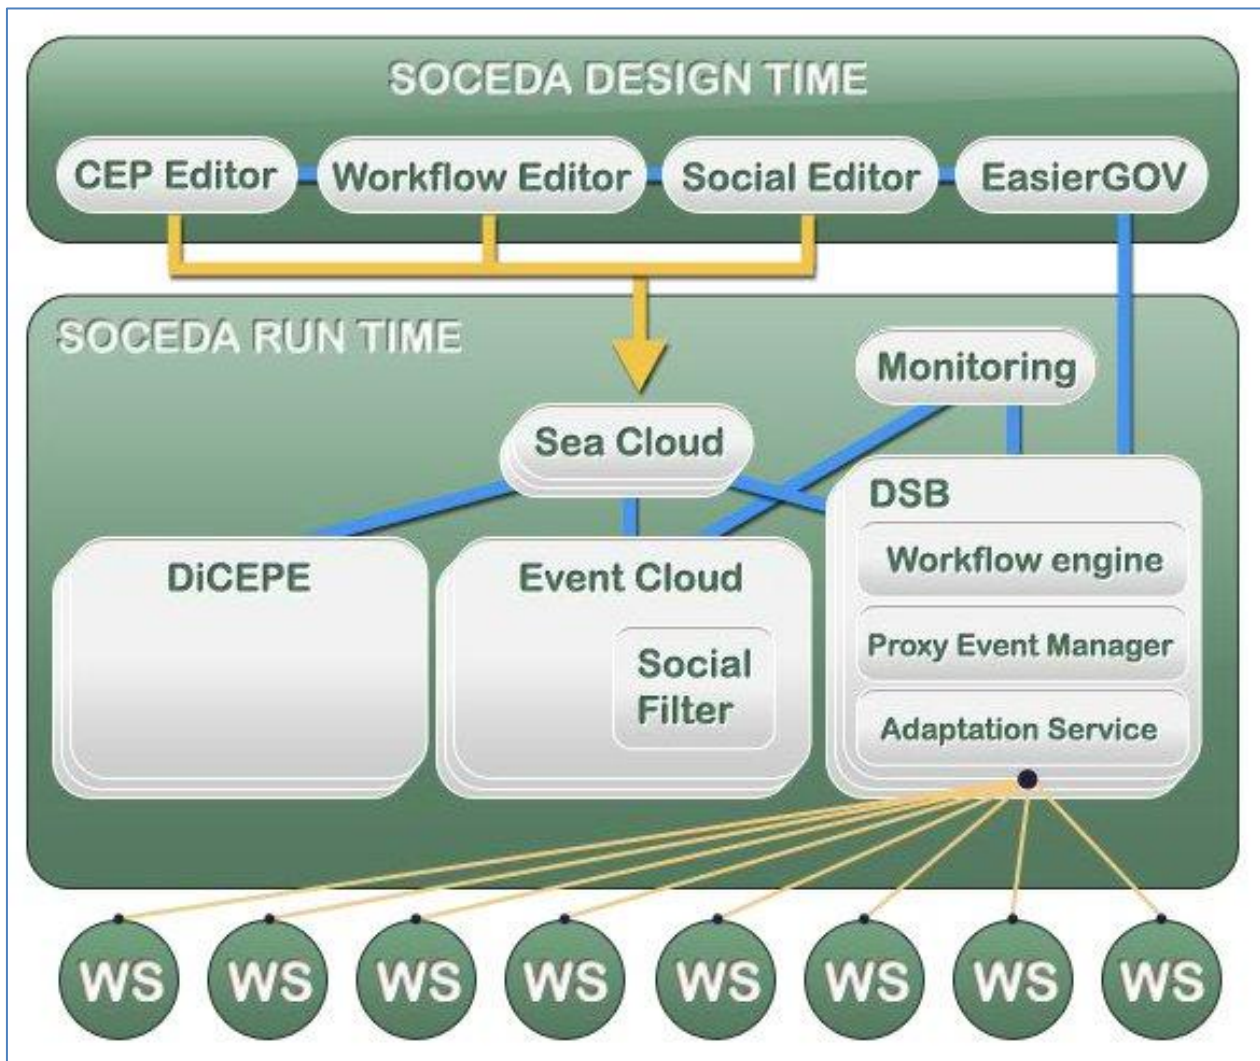 SOCEDA DESIGN TIME
CEP Editor
Workflow Editor
Social Editor
EasierGOV
SOCEDA RUN TIME
Monitoring
Sea Cloud
DSB
Workflow engine
DiCEPE
Event Cloud
Proxy Event Manager
Social
Filter
Adaptation Service
WS
WS
WS
WS
WS
WS
WS
WS